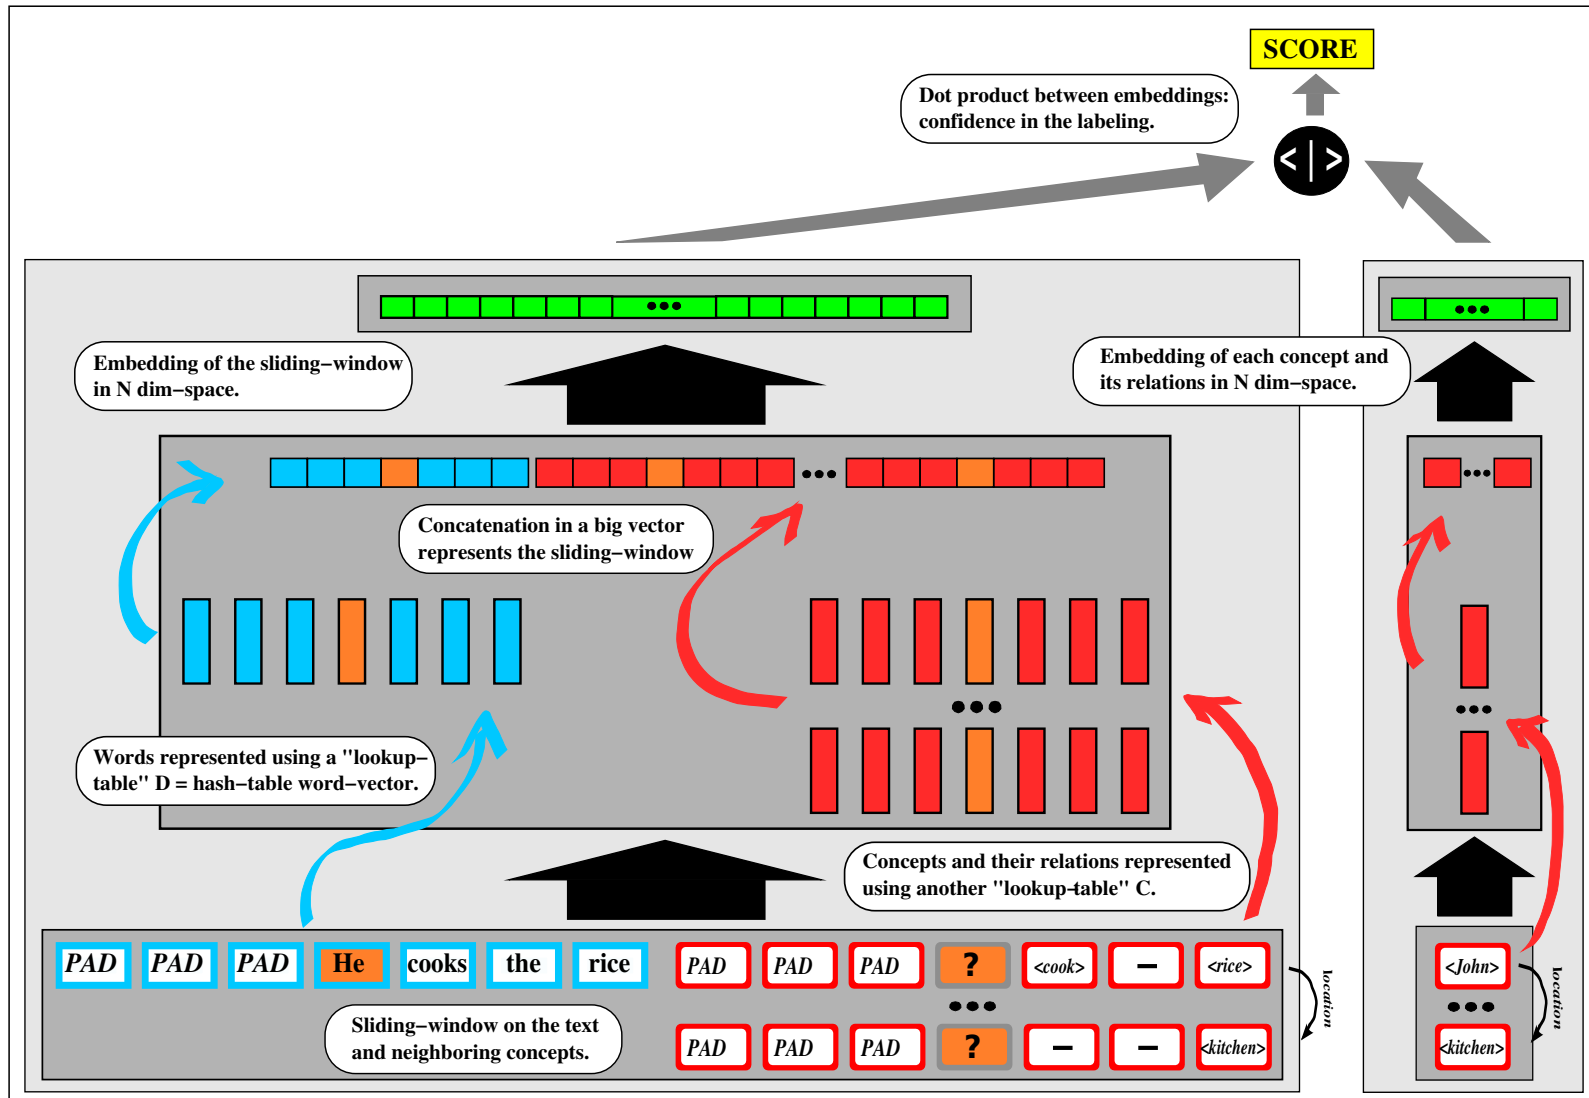 SCORE
Dot product between embeddings:
confidence in the labeling.
<|>
Embedding of the sliding−window
in N dim−space.
Embedding of each concept and
its relations in N dim−space.
Concatenation in a big vector
represents the sliding−window
Words represented using a "lookup−
table" D = hash−table word−vector.
Concepts and their relations represented
using another "lookup-table" C.
PAD PAD PAD He cooks the rice
PAD PAD PAD ? <cook> − <rice>
location
Sliding−window on the text
and neighboring concepts.
PAD PAD PAD ? − − <kitchen>
<John>
location
<kitchen>